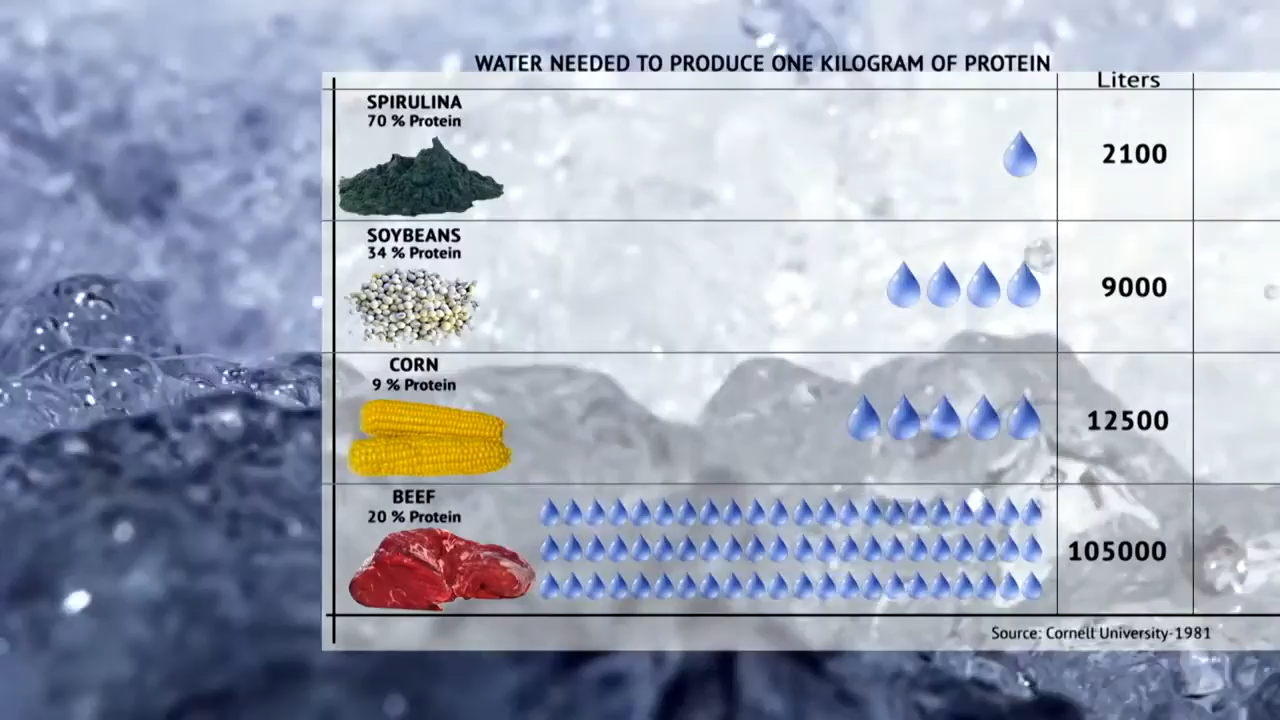 WATER NEEDED TO PRODUCE ONE KILOGRAM OF PROTEIN
Liters
SPIRULINA
70 % Protein
2100
SOYBEANS
34 % Protein
9000
CORN
9 % Protein
12500
BEEF
20 % Protein
105000
Source: Cornell University-1981